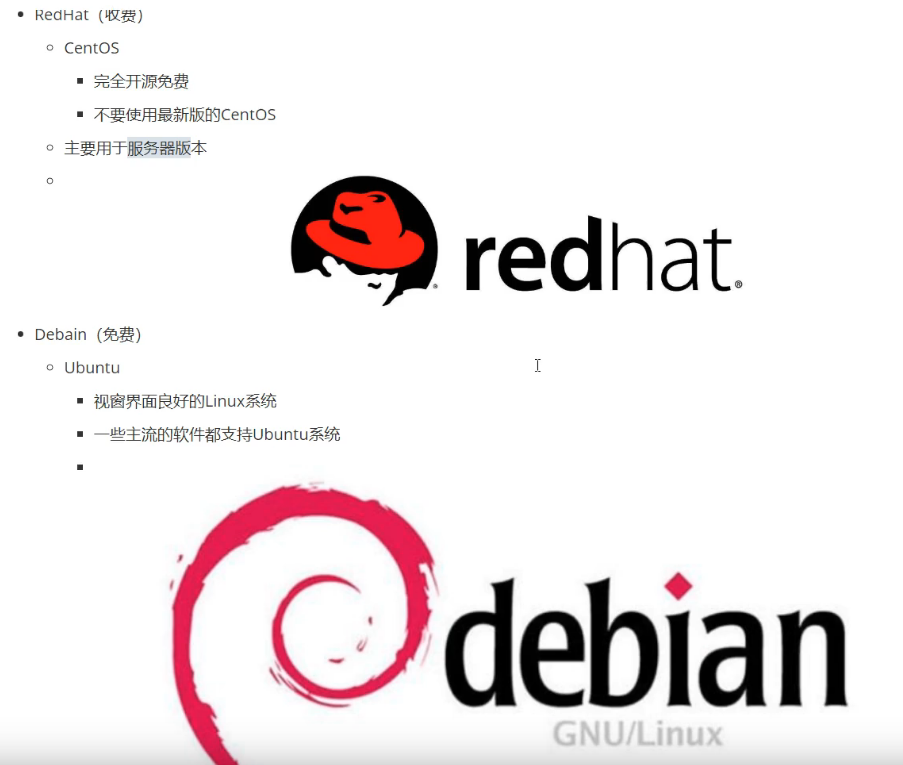 RedHat（收费）
CentOS
完全开源免费
不要使用最新版的CentOS
主要用于服务器版本
redhat.
Debain（免费）
Ubuntu
视窗界面良好的Linux系统
一些主流的软件都支持Ubuntu系统
debian
GNU/Linux